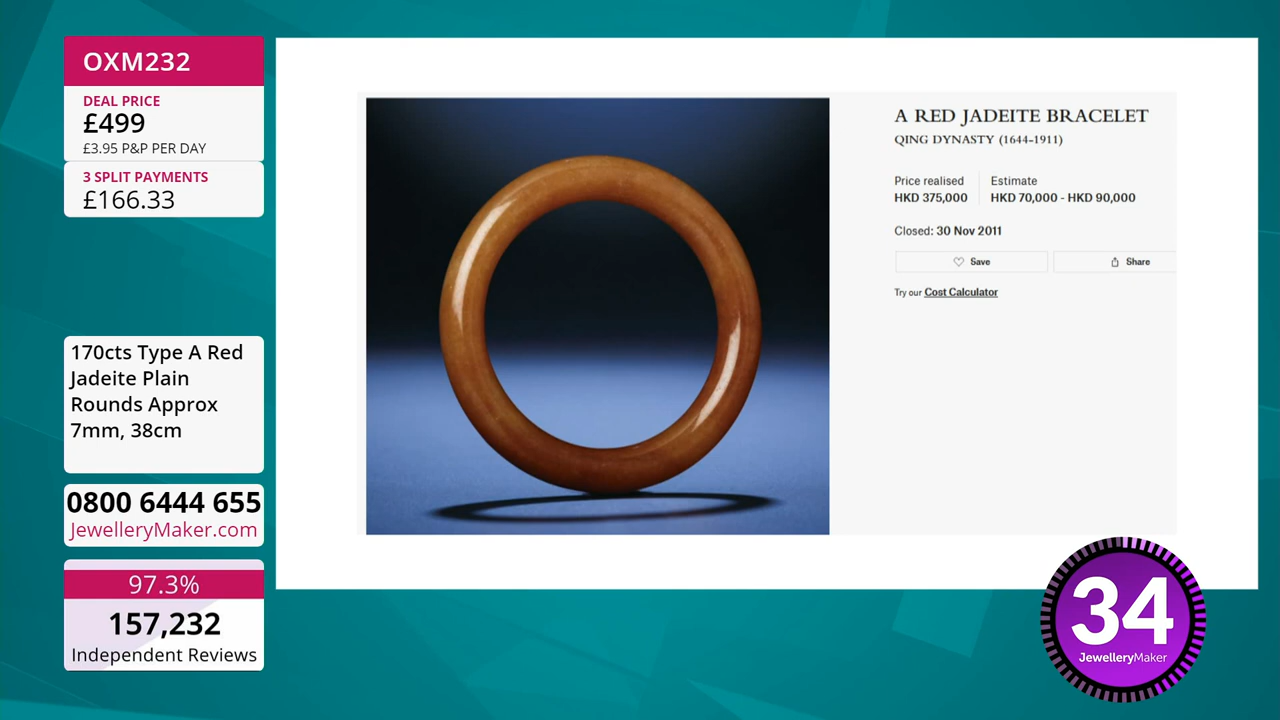 OXM232
DEAL PRICE
£499
£3.95 P&P PER DAY
3 SPLIT PAYMENTS
£166.33
170cts Type A Red
Jadeite Plain
Rounds Approx
7mm, 38cm
0800 6444 655
JewelleryMaker.com
97.3%
157,232
Independent Reviews
A RED JADEITE BRACELET
QING DYNASTY (1644-1911)
Price realised
HKD 375,000
Estimate
HKD 70,000 - HKD 90,000
Closed: 30 Nov 2011
Save
Share
Try our Cost Calculator
34
JewelleryMaker